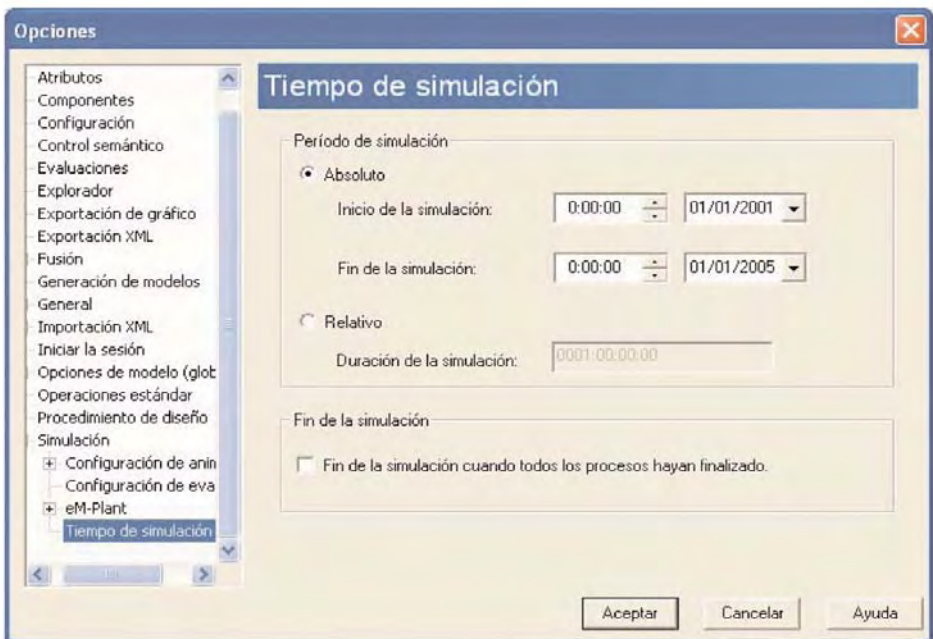 Opciones
Atributos
Componentes
Configuración
Control semántico
Evaluaciones
Explorador
Exportación de gráfico
Exportación XML
Fusión
Generación de modelos
General
Importación XML
Iniciar la sesión
Opciones de modelo (glob
Operaciones estándar
Procedimiento de diseño
Simulación
Configuración de anin
Configuración de eva
eM-Plant
Tiempo de simulación
Tiempo de simulación
Período de simulación
Absoluto
Inicio de la simulación: 0:00:00 01/01/2001
Fin de la simulación: 0:00:00 01/01/2005
Relativo
Duración de la simulación: 0001:00:00:00
Fin de la simulación
Fin de la simulación cuando todos los procesos hayan finalizado.
Aceptar Cancelar Ayuda